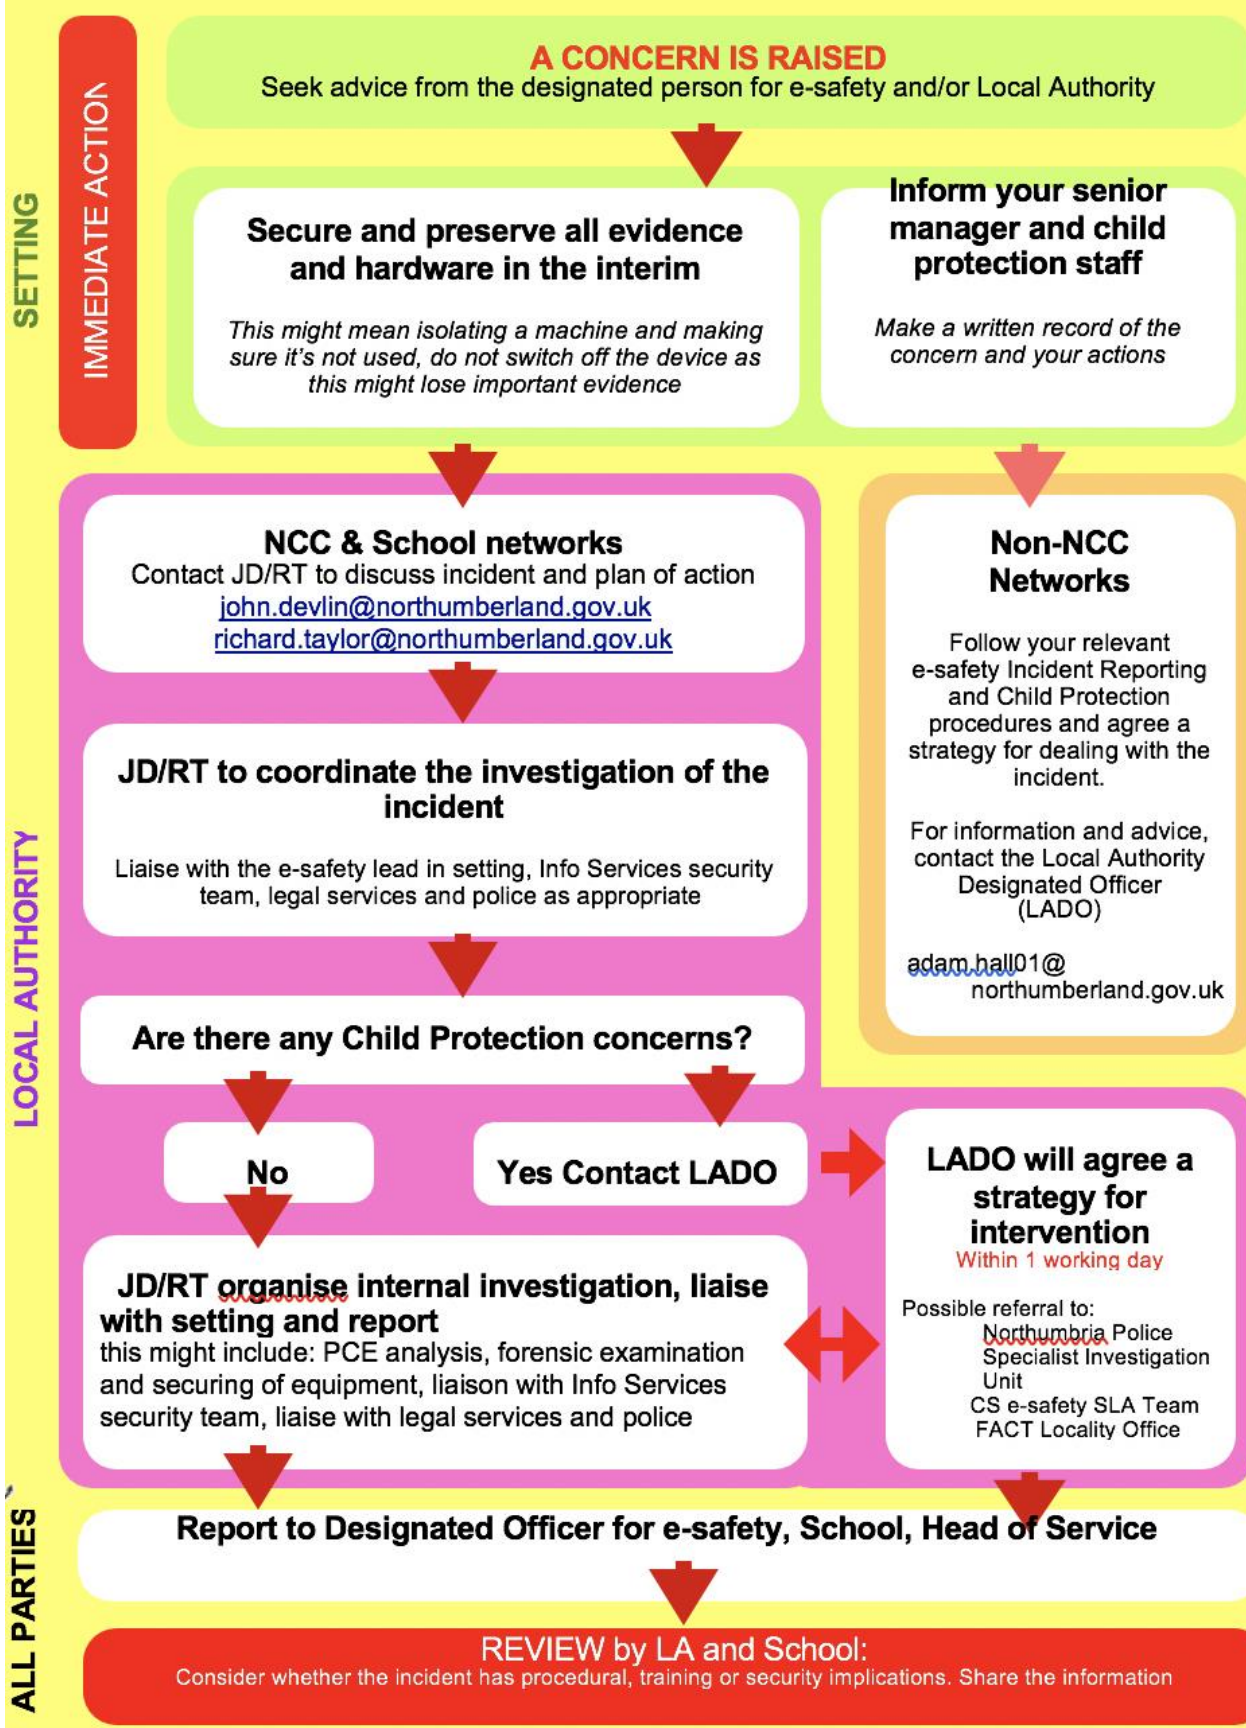 A CONCERN IS RAISED
Seek advice from the designated person for e-safety and/or Local Authority
SETTING
IMMEDIATE ACTION
Secure and preserve all evidence
and hardware in the interim
This might mean isolating a machine and making
sure it's not used, do not switch off the device as
this might lose important evidence
Inform your senior
manager and child
protection staff
Make a written record of the
concern and your actions
LOCAL AUTHORITY
NCC & School networks
Contact JD/RT to discuss incident and plan of action
john.devlin@northumberland.gov.uk
richard.taylor@northumberland.gov.uk
Non-NCC
Networks
Follow your relevant
e-safety Incident Reporting
and Child Protection
procedures and agree a
strategy for dealing with the
incident.
For information and advice,
contact the Local Authority
Designated Officer
(LADO)
adam.hall01@
northumberland.gov.uk
JD/RT to coordinate the investigation of the
incident
Liaise with the e-safety lead in setting, Info Services security
team, legal services and police as appropriate
Are there any Child Protection concerns?
No
Yes Contact LADO
LADO will agree a
strategy for
intervention
Within 1 working day
Possible referral to:
Northumbria Police
Specialist Investigation
Unit
CS e-safety SLA Team
FACT Locality Office
JD/RT organise internal investigation, liaise
with setting and report
this might include: PCE analysis, forensic examination
and securing of equipment, liaison with Info Services
security team, liaise with legal services and police
ALL PARTIES
Report to Designated Officer for e-safety, School, Head of Service
REVIEW by LA and School:
Consider whether the incident has procedural, training or security implications. Share the information